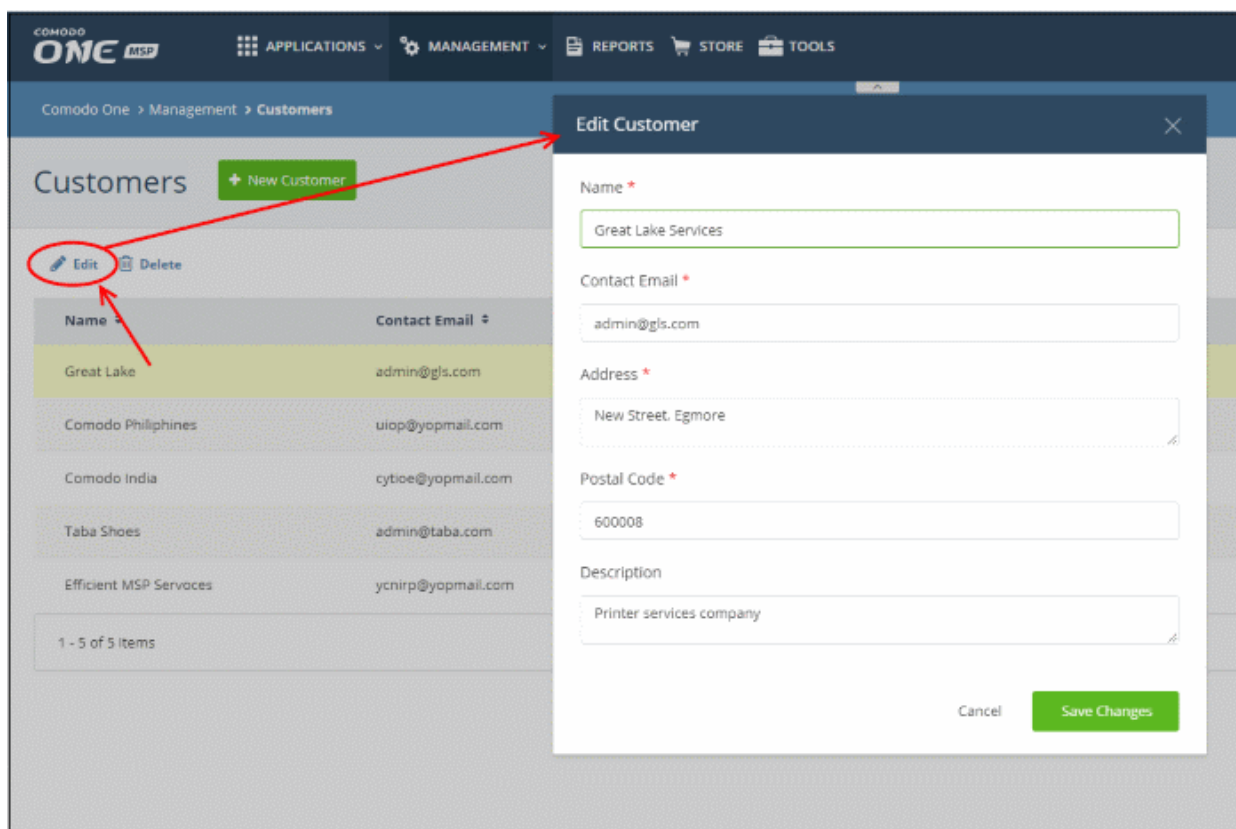 COMODO
ONE MSP
APPLICATIONS
MANAGEMENT
REPORTS
STORE
TOOLS
Comodo One > Management > Customers
Customers
+ New Customer
Edit
Delete
Name
Contact Email
Great Lake
admin@gls.com
Comodo Philiphines
uiop@yopmail.com
Comodo India
cytioe@yopmail.com
Taba Shoes
admin@taba.com
Efficient MSP Servoces
ycnirp@yopmail.com
1 - 5 of 5 Items
Edit Customer
Name *
Great Lake Services
Contact Email *
admin@gls.com
Address *
New Street. Egmore
Postal Code *
600008
Description
Printer services company
Cancel
Save Changes